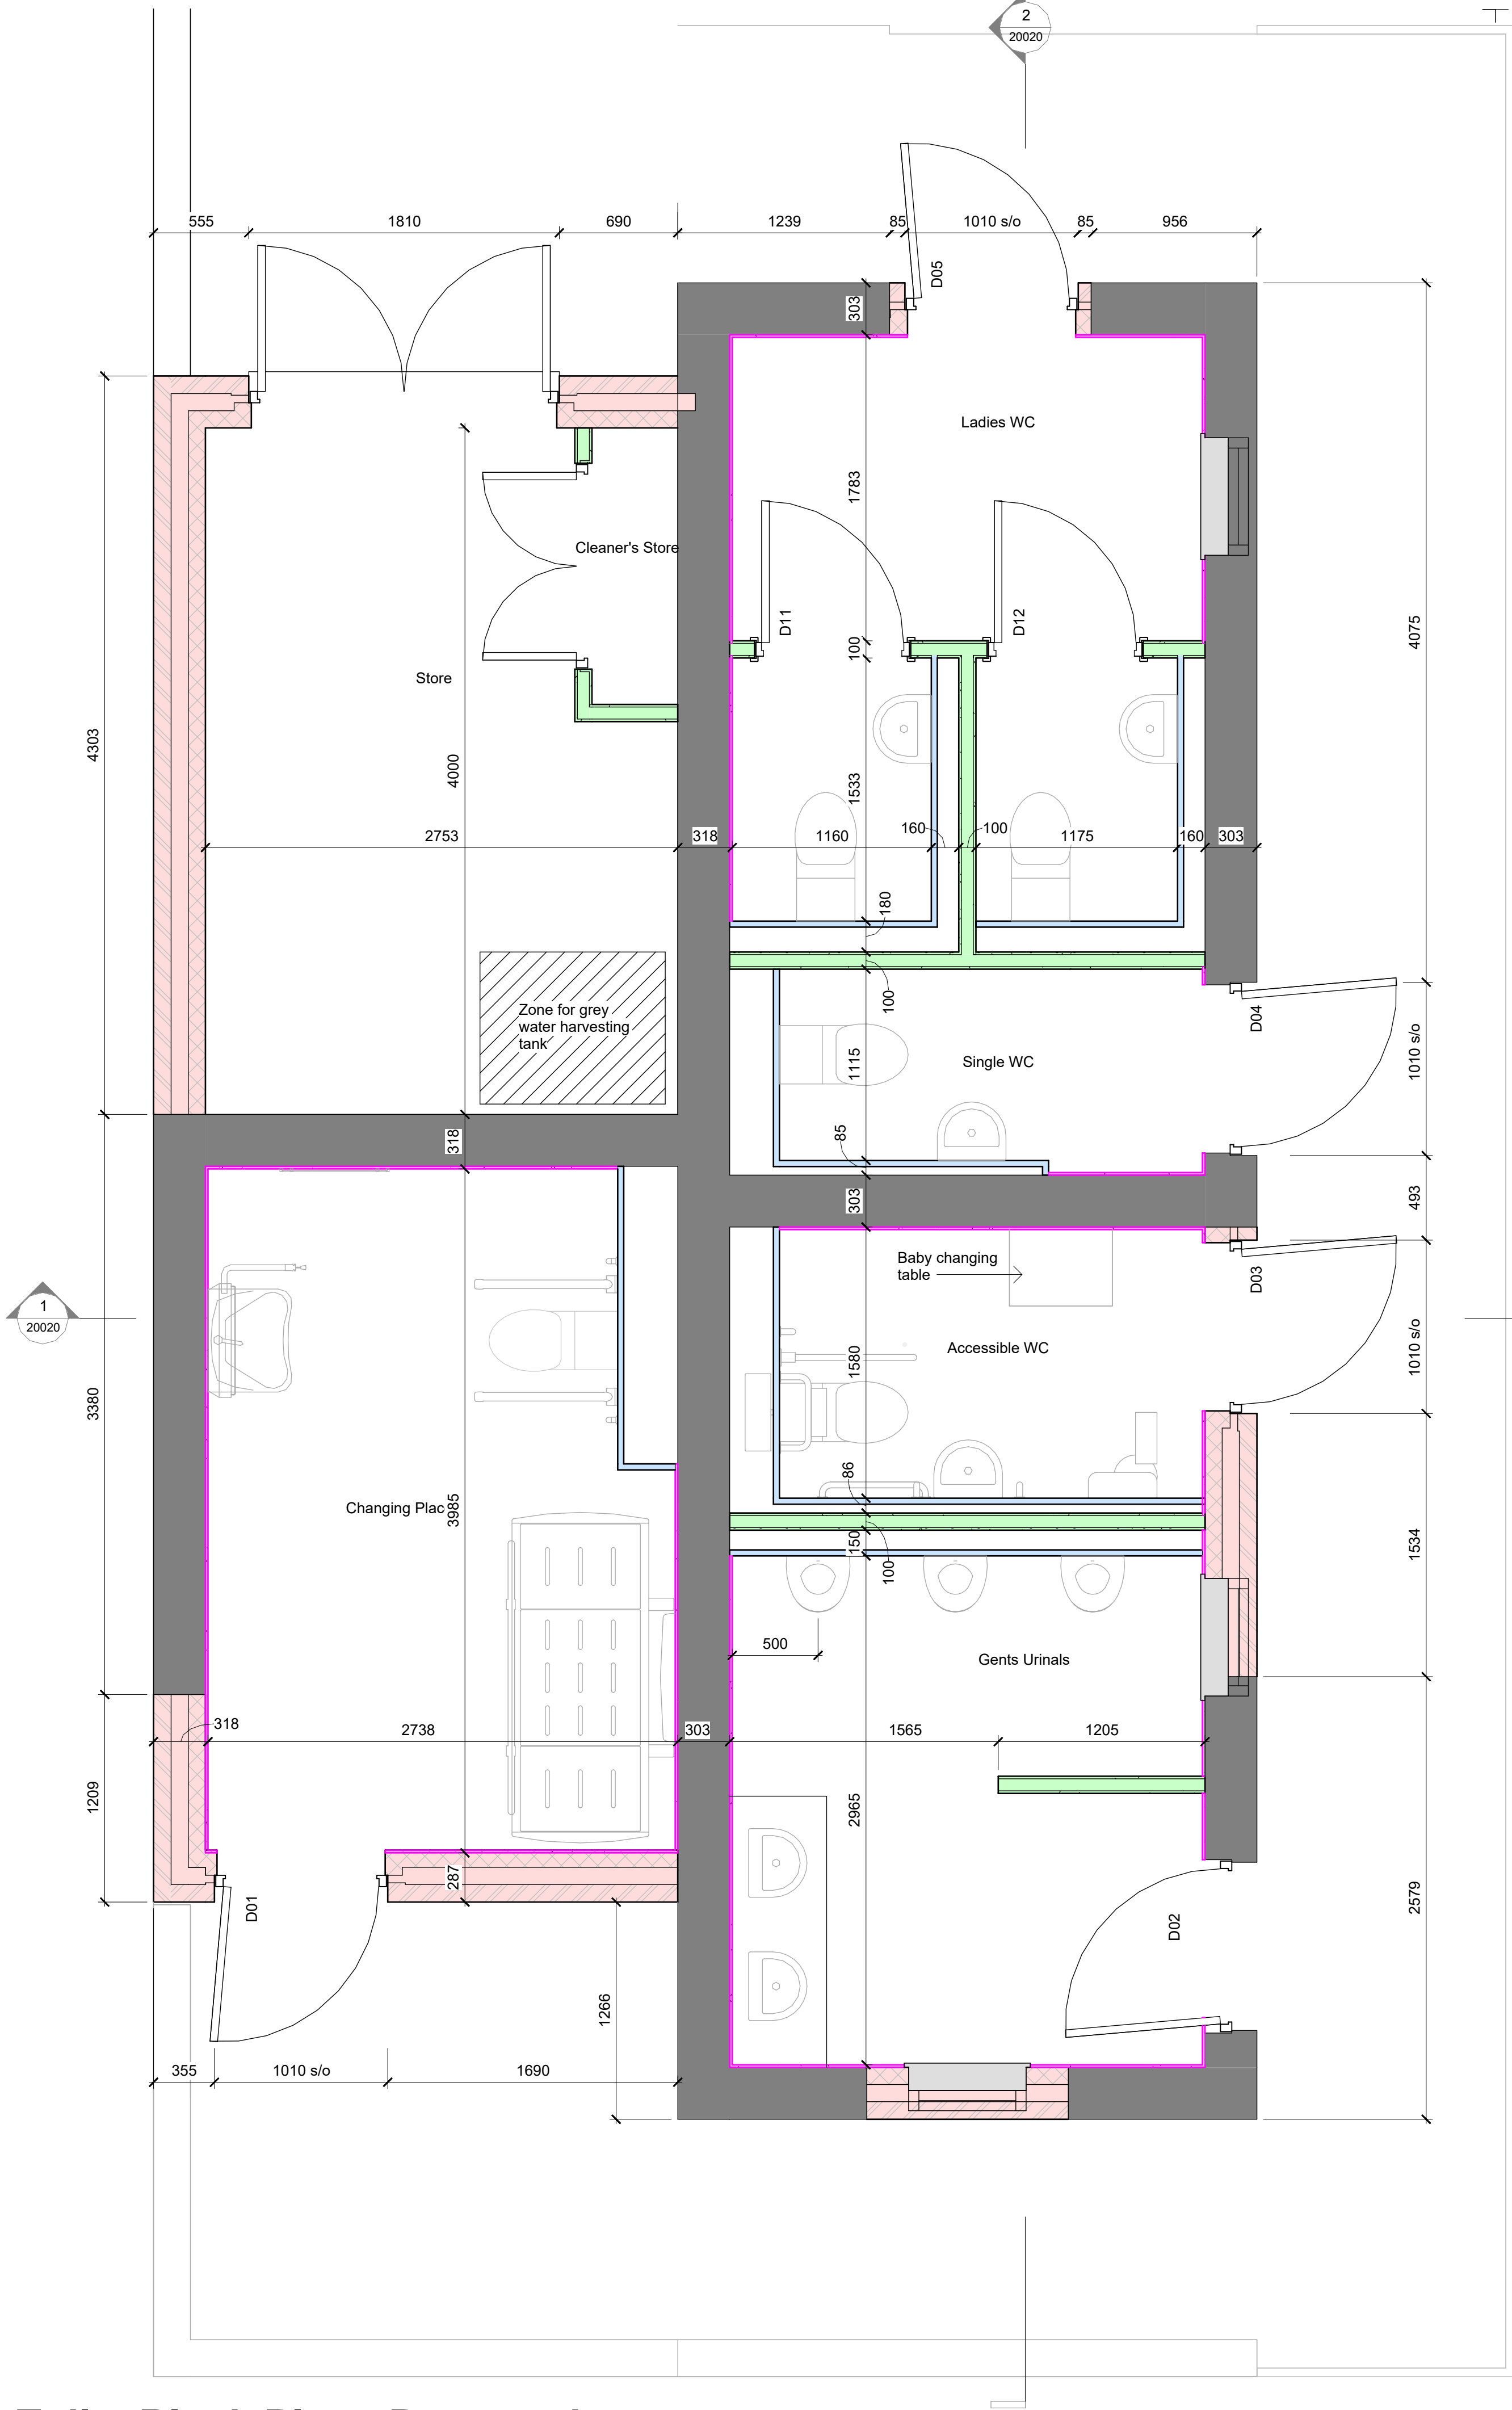 2
20020
555
1810
690
1239
85
1010 s/o
85
956
D05
303
Ladies WC
1783
Cleaner's Store
D11
D12
100
4075
Store
4303
4000
1533
2753
318
1160
160
100
1175
160
303
180
Zone for grey
water harvesting
tank
100
D04
Single WC
1115
1010 s/o
85
318
303
493
Baby changing
table
D03
1
20020
Accessible WC
1580
1010 s/o
3380
86
Changing Plac
3985
150
100
1534
500
Gents Urinals
318
2738
303
1565
1205
1209
2965
287
D01
D02
2579
1266
355
1010 s/o
1690